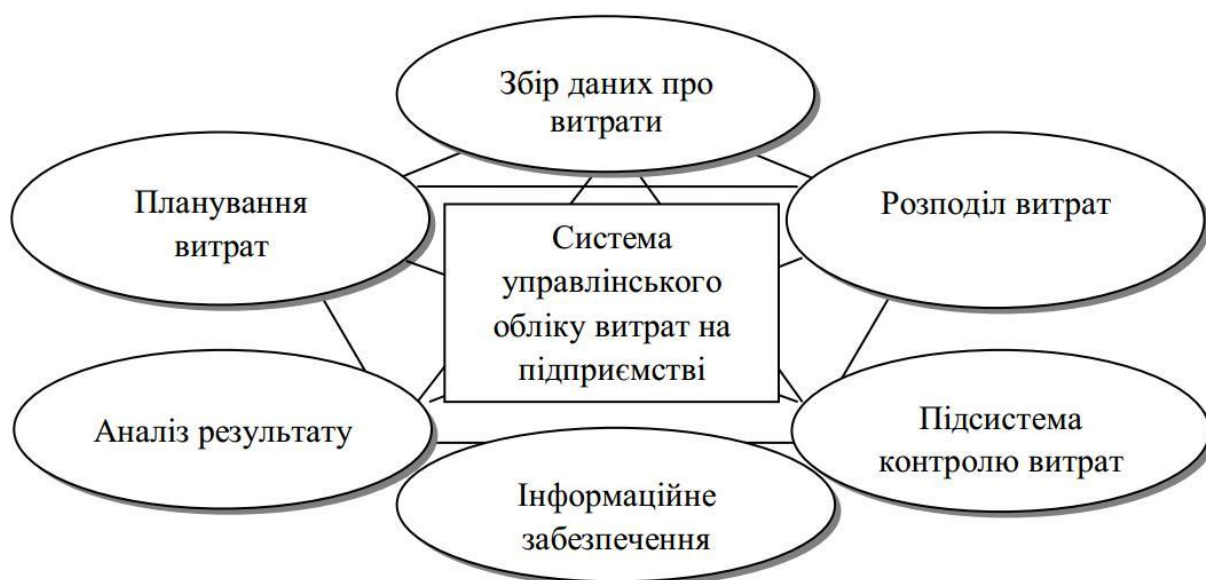 Збір даних про
витрати
Планування
витрат
Розподіл витрат
Система
управлінського
обліку витрат на
підприємстві
Аналіз результату
Підсистема
контролю витрат
Інформаційне
забезпечення